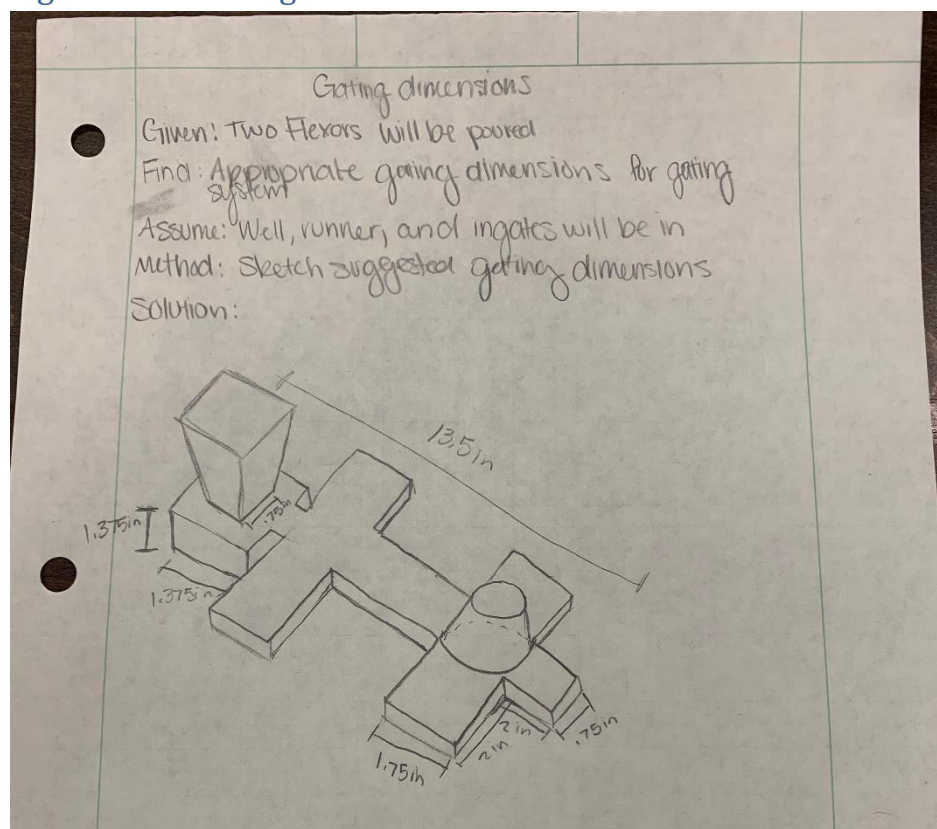 Gating dimensions
Given: Two Flexors will be poured
Find: Appropriate gating dimensions for gating
system
Assume: Well, runner, and ingates will be in
Method: Sketch suggested gating dimensions
Solution:
13.5in
.75in
1.375in
1.375in
2in
.75in
2in
1.75in